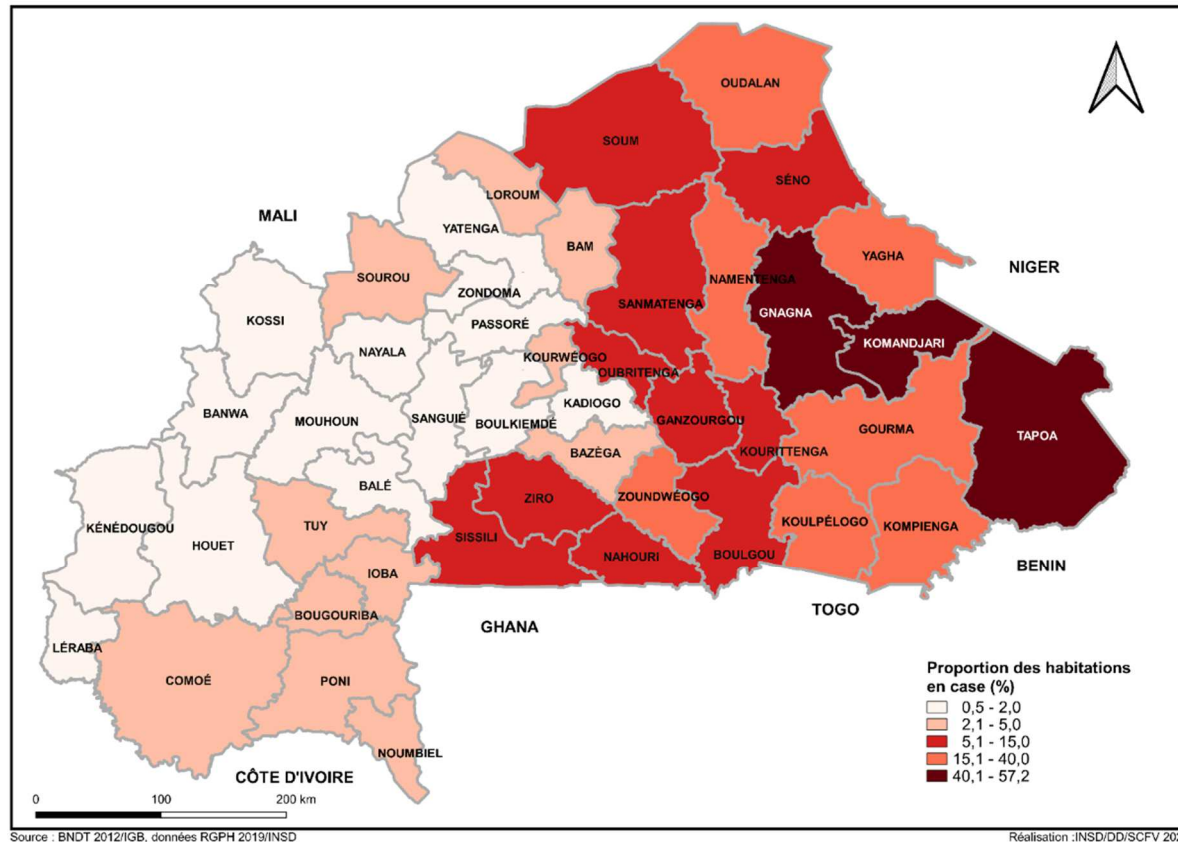 OUDALAN
SOUM
SÉNO
LOROUM
MALI
YATENGA
BAM
YAGHA
NIGER
SOUROU
NAMENTENGA
ZONDOMA
SANMATENGA
GNAGNA
KOSSI
PASSORÉ
KOMANDJARI
NAYALA
KOURWÉOGO
OUBRITENGA
KADIOGO
BANWA
SANGUIÉ
MOUHOUN
BOULKIEMDÉ
GANZOURGOU
GOURMA
TAPOA
KOURITTENGA
BAZÈGA
BALÉ
ZIRO
ZOUNDWÉOGO
KÉNÉDOUGOU
TUY
KOULPÉLOGO
KOMPIENGA
SISSILI
HOUET
NAHOURI
BOULGOU
BENIN
IOBA
TOGO
BOUGOURIBA
GHANA
LÉRABA
COMOÉ
PONI
NOUMBIEL
CÔTE D'IVOIRE
Proportion des habitations
en case (%)
0,5 - 2,0
2,1 - 5,0
5,1 - 15,0
15,1 - 40,0
40,1 - 57,2
0 100 200 km
Source : BNDT 2012/IGB, données RGPH 2019/INSD
Réalisation :INSD/DD/SCFV